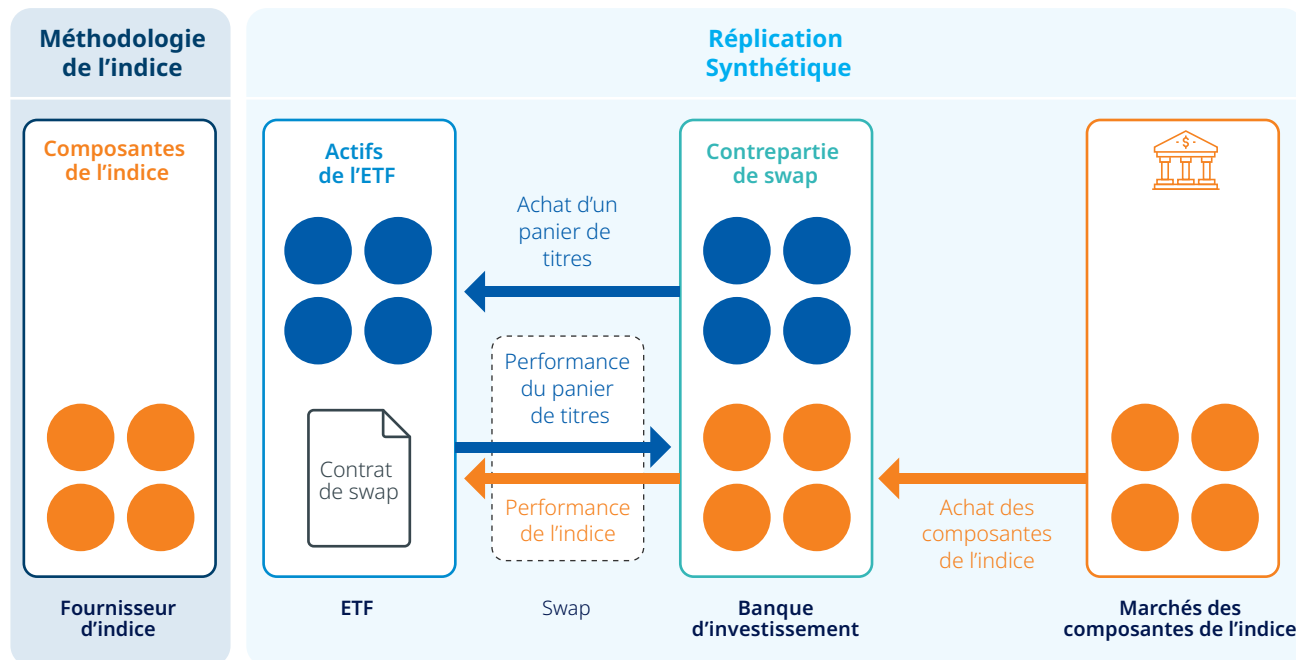 Méthodologie
de l’indice
Réplication
Synthétique
Composantes
de l’indice
Actifs
de l’ETF
Contrepartie
de swap
- $ -
Achat d’un
panier de
titres
Performance
du panier
de titres
Contrat
de swap
Performance
de l’indice
Achat des
composantes
de l’indice
Fournisseur
d’indice
ETF
Swap
Banque
d’investissement
Marchés des
composantes de l’indice